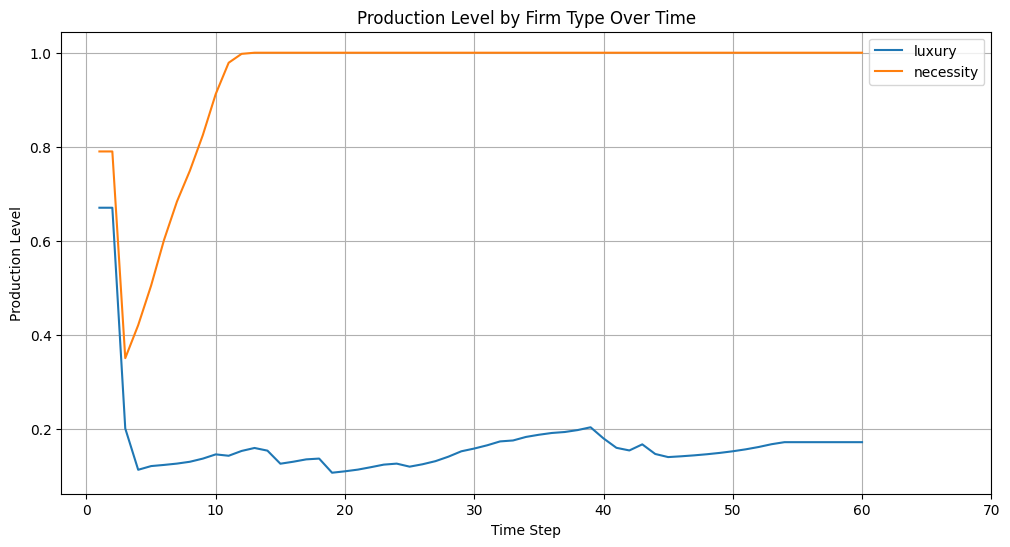 Production Level by Firm Type Over Time
luxury
necessity
1.0
0.8
0.6
0.4
0.2
Production Level
0 10 20 30 40 50 60 70
Time Step